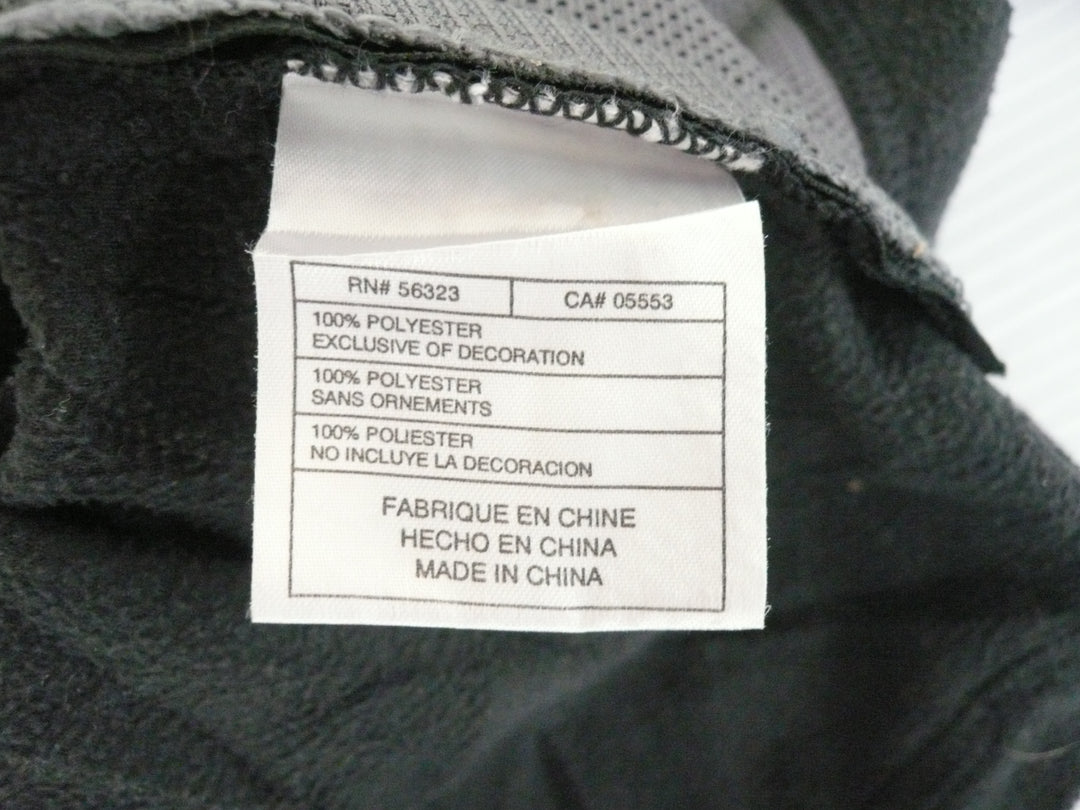 RN# 56323 CA# 05553
100% POLYESTER
EXCLUSIVE OF DECORATION
100% POLYESTER
SANS ORNEMENTS
100% POLIESTER
NO INCLUYE LA DECORACION
FABRIQUE EN CHINE
HECHO EN CHINA
MADE IN CHINA